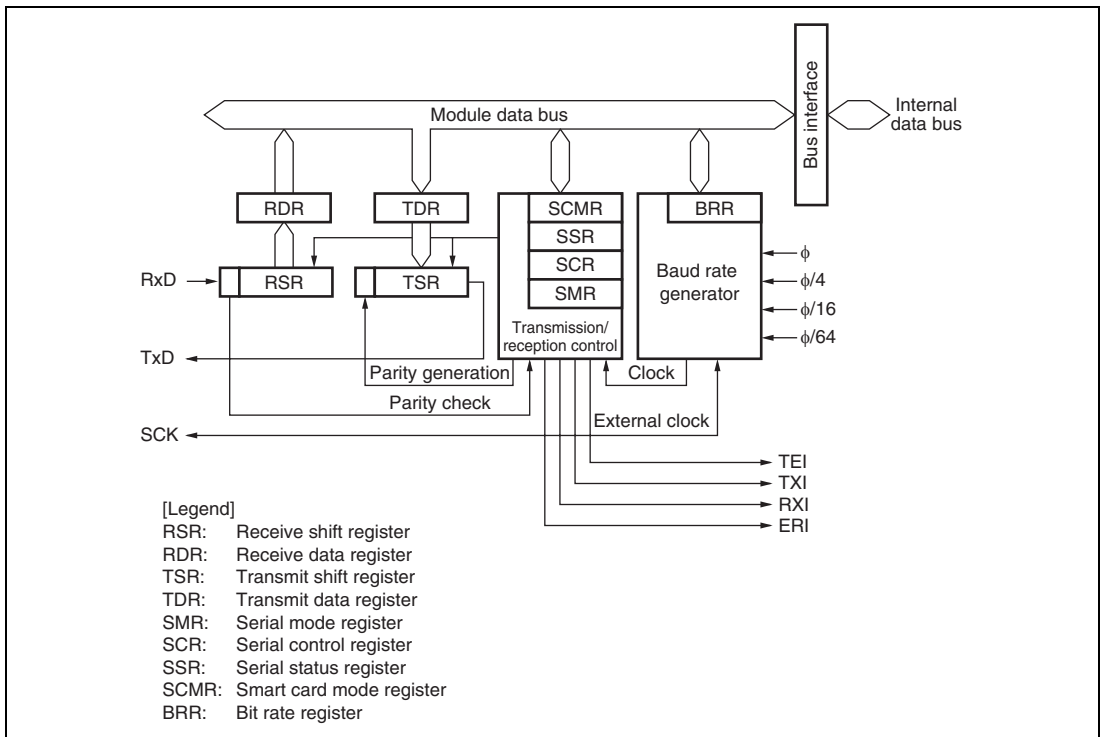 Module data bus
Bus interface
Internal
data bus
RDR
TDR
SCMR
BRR
SSR
SCR
SMR
Baud rate
generator
φ
φ/4
φ/16
φ/64
RxD
RSR
TSR
Transmission/
reception control
TxD
Parity generation
Clock
Parity check
External clock
SCK
TEI
TXI
RXI
ERI
[Legend]
RSR: Receive shift register
RDR: Receive data register
TSR: Transmit shift register
TDR: Transmit data register
SMR: Serial mode register
SCR: Serial control register
SSR: Serial status register
SCMR: Smart card mode register
BRR: Bit rate register